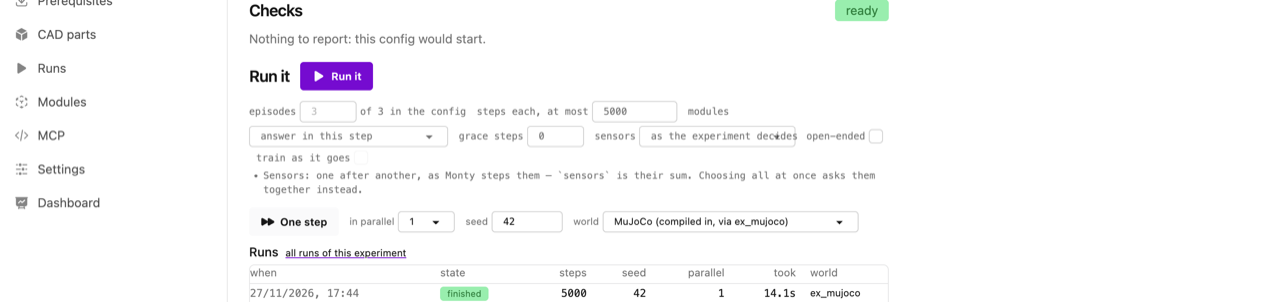 Prerequisites
CAD parts
Runs
Modules
MCP
Settings
Dashboard
Checks
ready
Nothing to report: this config would start.
Run it
Run it
episodes 3 of 3 in the config steps each, at most 5000 modules
answer in this step grace steps 0 sensors as the experiment decides open-ended
train as it goes
• Sensors: one after another, as Monty steps them — `sensors` is their sum. Choosing all at once asks them
together instead.
One step in parallel 1 seed 42 world MuJoCo (compiled in, via ex_mujoco)
Runs all runs of this experiment
when state steps seed parallel took world
27/11/2026, 17:44 finished 5000 42 1 14.1s ex_mujoco